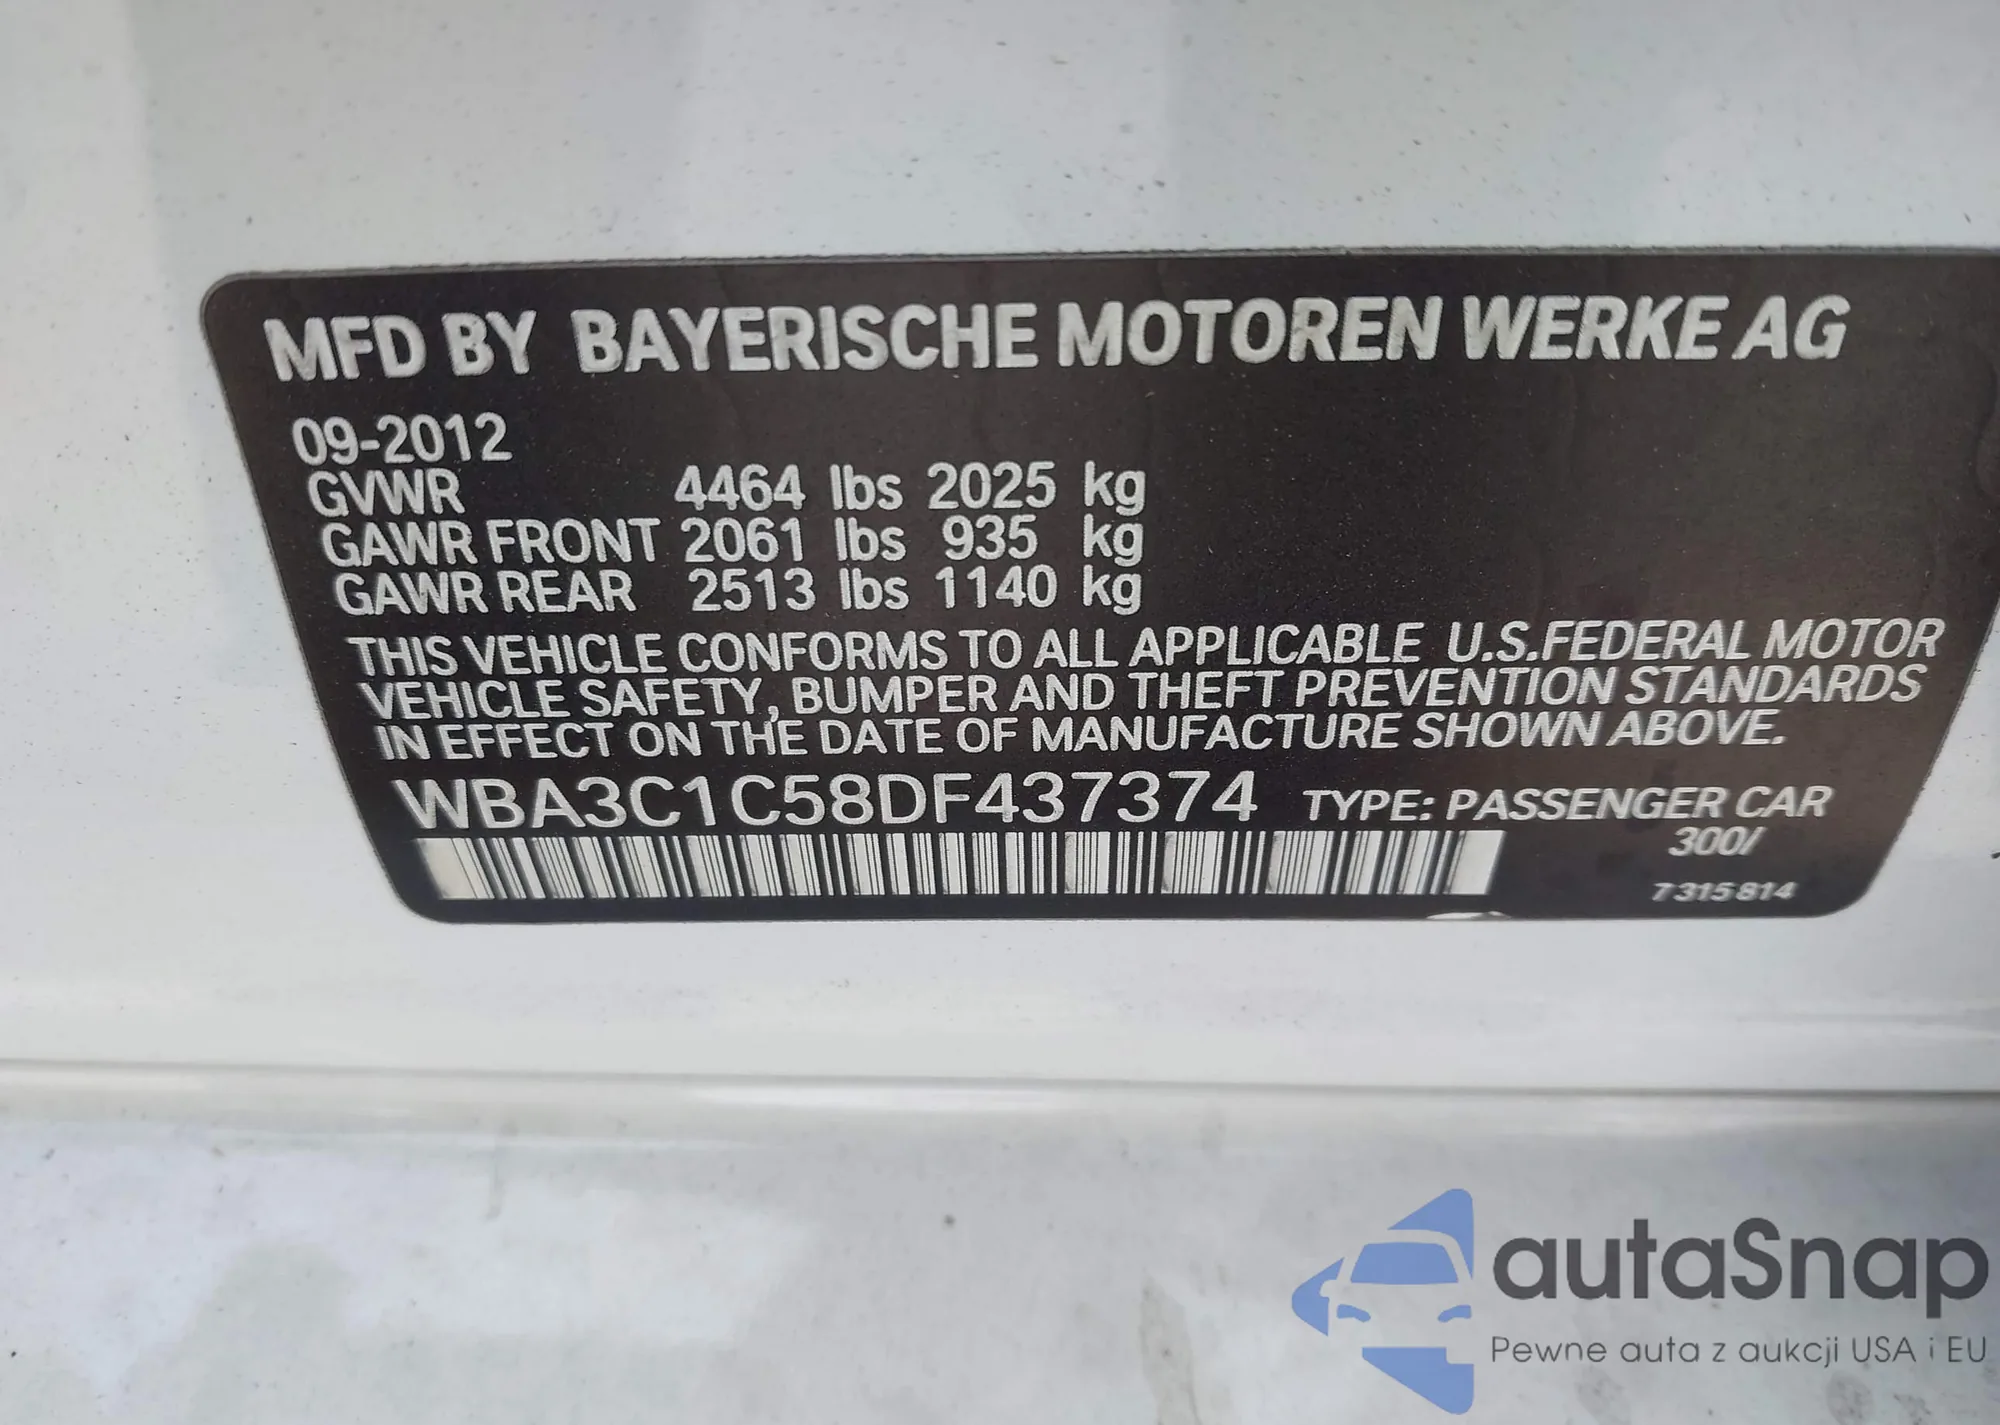 MFD BY BAYERISCHE MOTOREN WERKE AG
09-2012
GVWR 4464 lbs 2025 kg
GAWR FRONT 2061 lbs 935 kg
GAWR REAR 2513 lbs 1140 kg
THIS VEHICLE CONFORMS TO ALL APPLICABLE U.S.FEDERAL MOTOR
VEHICLE SAFETY, BUMPER AND THEFT PREVENTION STANDARDS
IN EFFECT ON THE DATE OF MANUFACTURE SHOWN ABOVE.
WBA3C1C58DF437374 TYPE: PASSENGER CAR
300/
7315814
autaSnap
Pewne auta z aukcji USA i EU